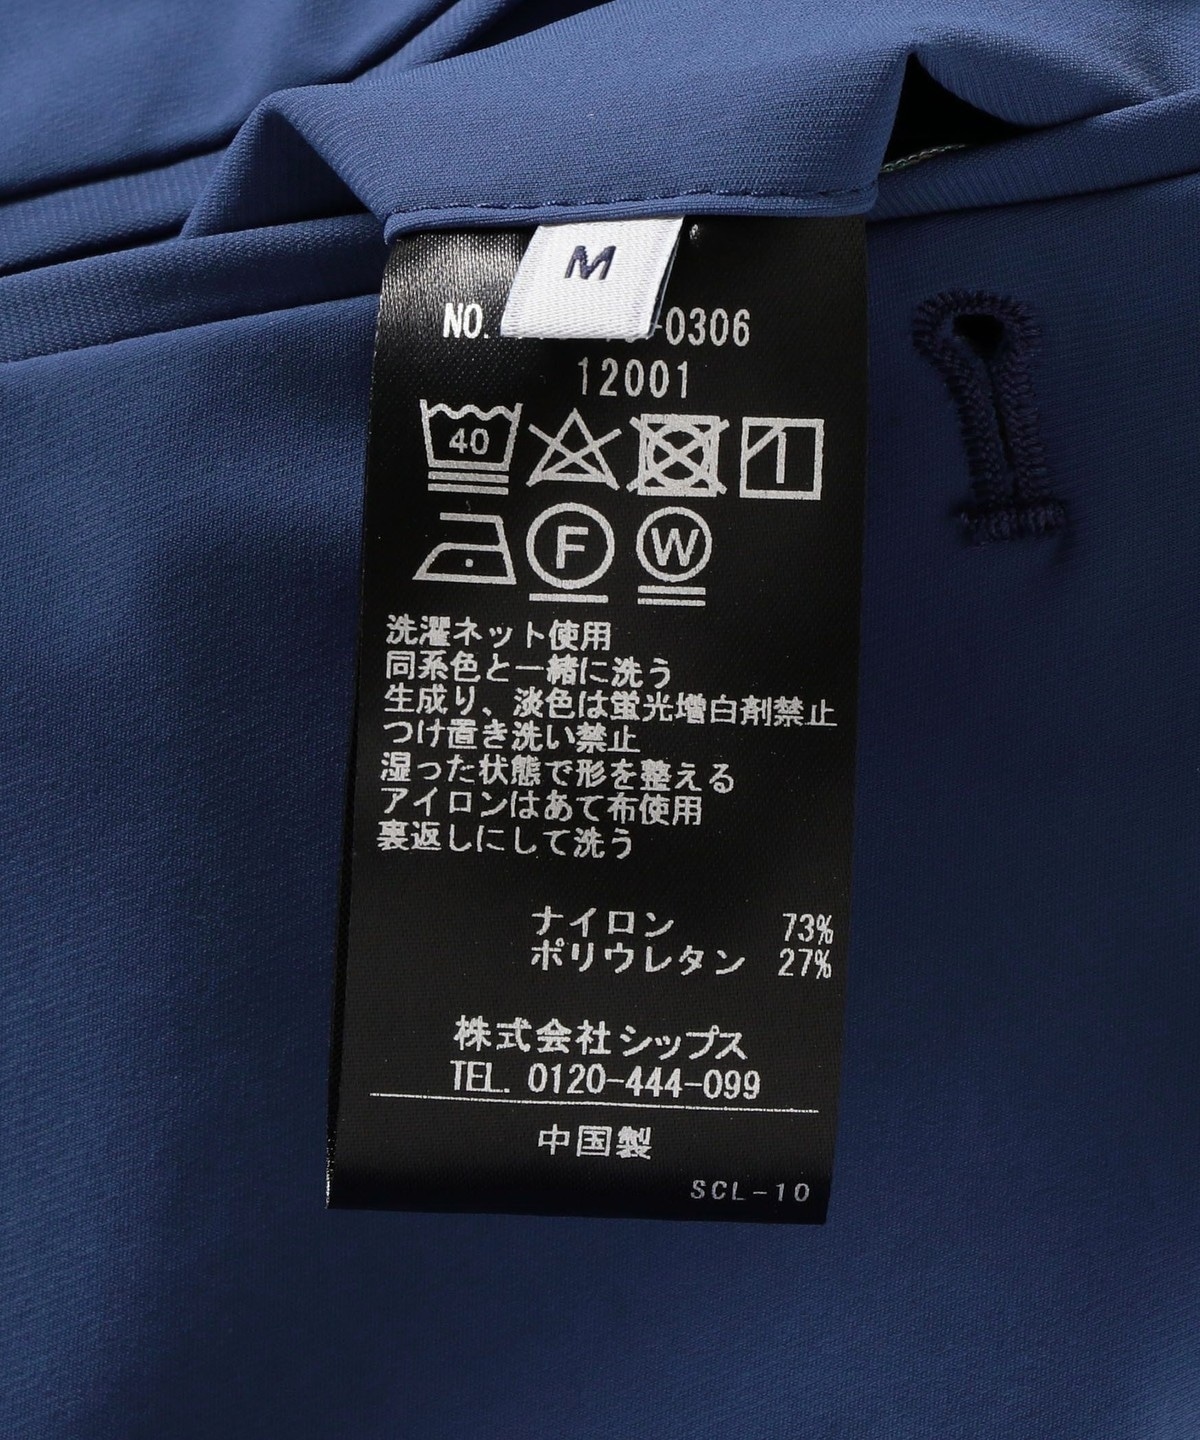 M
NO. -0306
12001
40
F
W
洗濯ネット使用
同系色と一緒に洗う
生成り、淡色は蛍光増白剤禁止
つけ置き洗い禁止
湿った状態で形を整える
アイロンはあて布使用
裏返しにして洗う
ナイロン 73%
ポリウレタン 27%
株式会社シップス
TEL. 0120-444-099
中国製
SCL-10